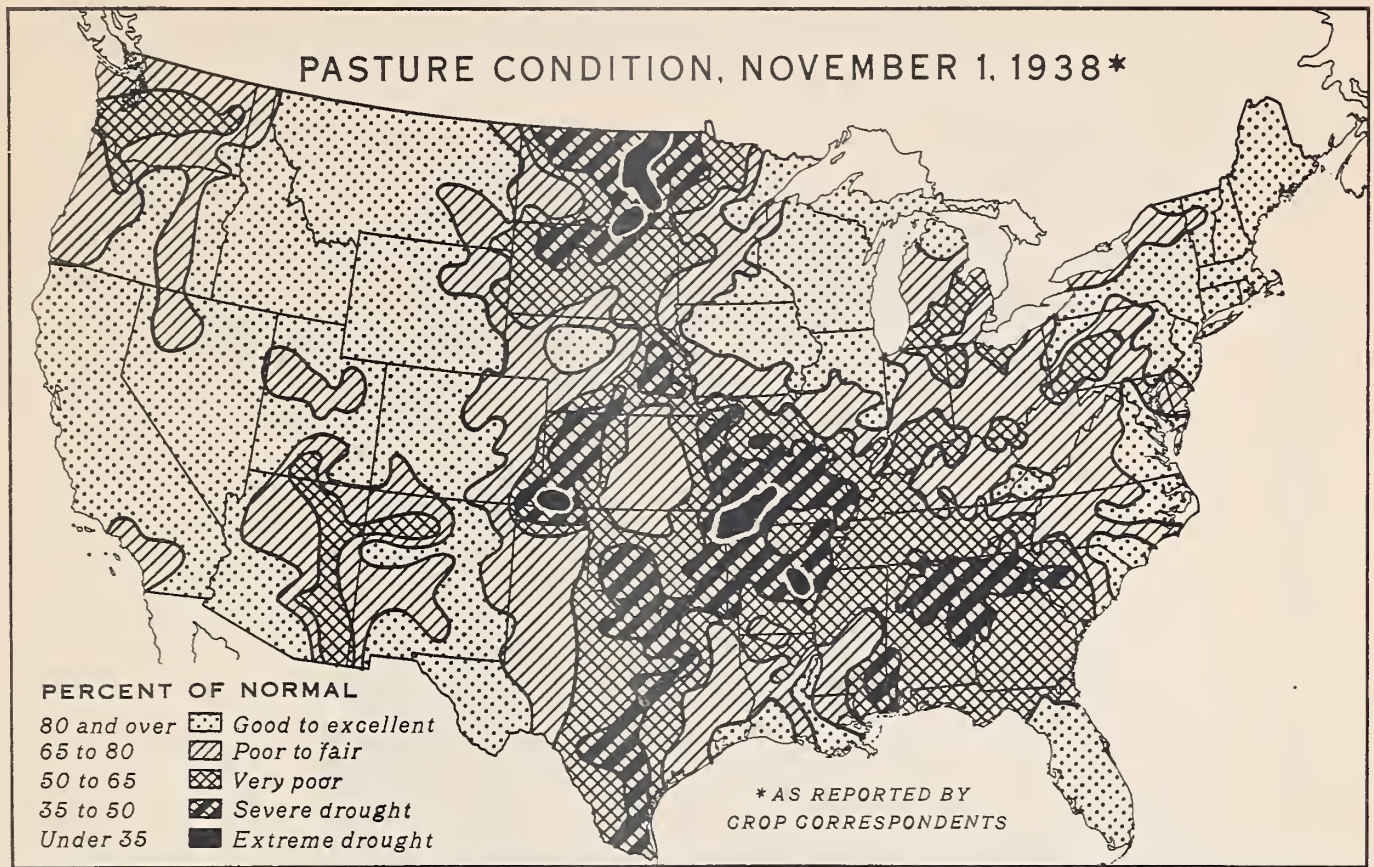 PASTURE CONDITION, NOVEMBER 1, 1938*
PERCENT OF NORMAL
80 and over Good to excellent
65 to 80 Poor to fair
50 to 65 Very poor
35 to 50 Severe drought
Under 35 Extreme drought
*AS REPORTED BY
CROP CORRESPONDENTS